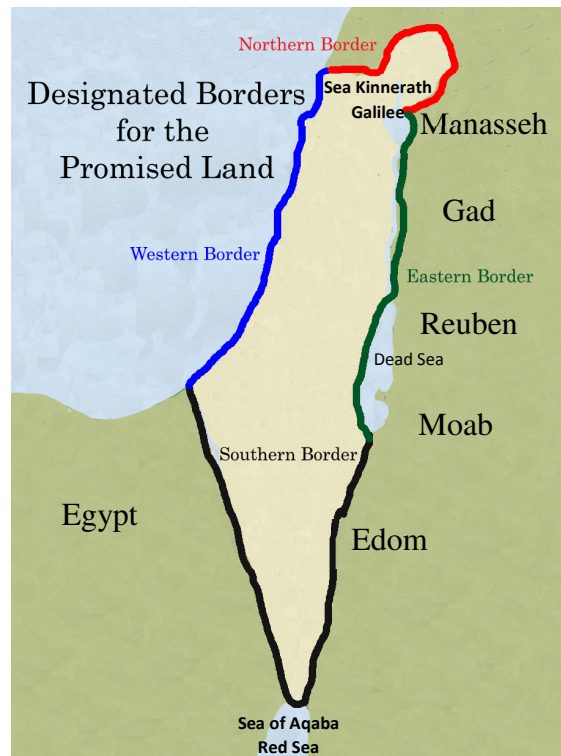 Northern Border
Designated Borders
for the
Promised Land
Sea Kinnerath
Galilee
Manasseh
Gad
Western Border
Eastern Border
Reuben
Dead Sea
Moab
Southern Border
Egypt
Edom
Sea of Aqaba
Red Sea